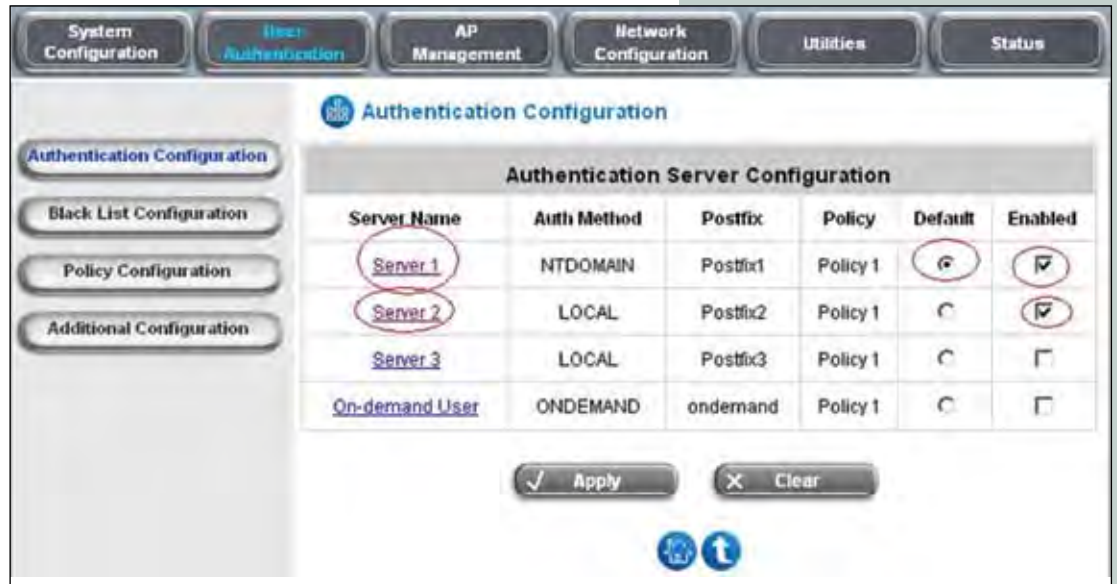 System Configuration
User Authentication
AP Management
Network Configuration
Utilities
Status
Authentication Configuration
Authentication Configuration
Black List Configuration
Policy Configuration
Additional Configuration
Authentication Server Configuration
Server Name Auth Method Postfix Policy Default Enabled
Server 1 NTDOMAIN Postfix1 Policy 1
Server 2 LOCAL Postfix2 Policy 1
Server 3 LOCAL Postfix3 Policy 1
On-demand User ONDEMAND ondemand Policy 1
Apply
Clear